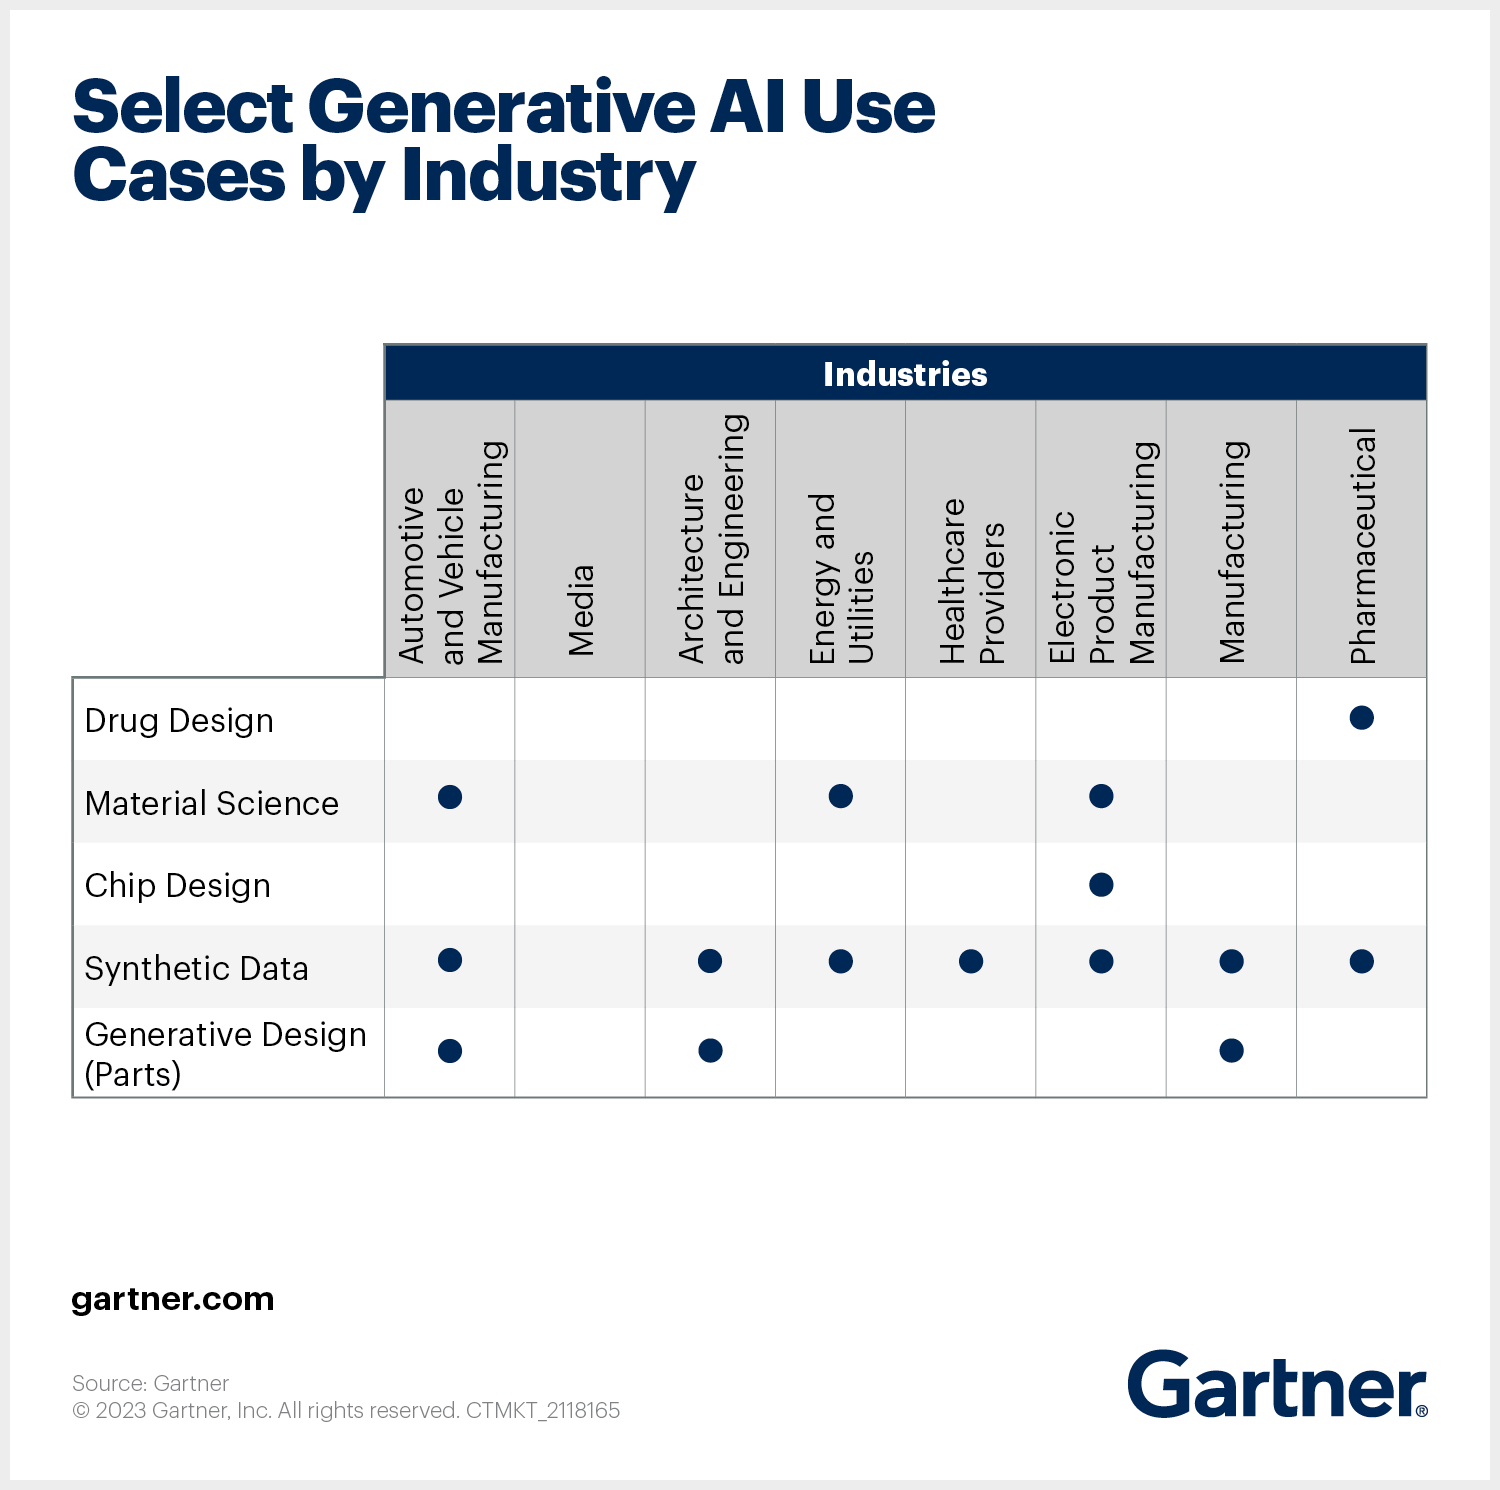 Select Generative AI Use
Cases by Industry
Industries
Automotive
and Vehicle
Manufacturing
Media
Architecture
and Engineering
Energy and
Utilities
Healthcare
Providers
Electronic
Product
Manufacturing
Manufacturing
Pharmaceutical
Drug Design
Material Science
Chip Design
Synthetic Data
Generative Design
(Parts)
gartner.com
Source: Gartner
© 2023 Gartner, Inc. All rights reserved. CTMKT_2118165
Gartner®